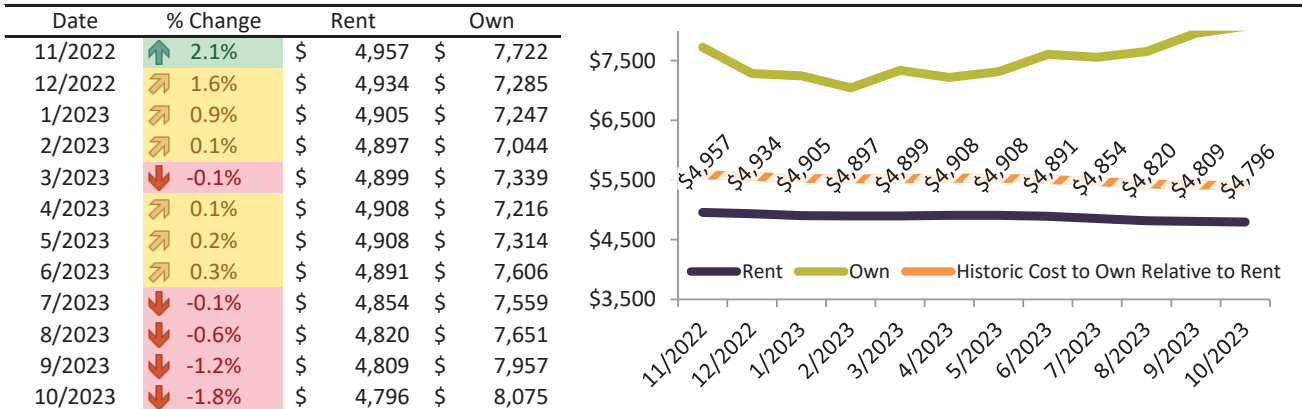 Date % Change Rent Own
11/2022 2.1% $ 4,957 $ 7,722
12/2022 1.6% $ 4,934 $ 7,285
1/2023 0.9% $ 4,905 $ 7,247
2/2023 0.1% $ 4,897 $ 7,044
3/2023 -0.1% $ 4,899 $ 7,339
4/2023 0.1% $ 4,908 $ 7,216
5/2023 0.2% $ 4,908 $ 7,314
6/2023 0.3% $ 4,891 $ 7,606
7/2023 -0.1% $ 4,854 $ 7,559
8/2023 -0.6% $ 4,820 $ 7,651
9/2023 -1.2% $ 4,809 $ 7,957
10/2023 -1.8% $ 4,796 $ 8,075
$7,500
$6,500
$5,500
$4,500
$3,500
$4,957 $4,934 $4,905 $4,897 $4,899 $4,908 $4,908 $4,891 $4,854 $4,820 $4,809 $4,796
Rent Own Historic Cost to Own Relative to Rent
11/2022 12/2022 1/2023 2/2023 3/2023 4/2023 5/2023 6/2023 7/2023 8/2023 9/2023 10/2023